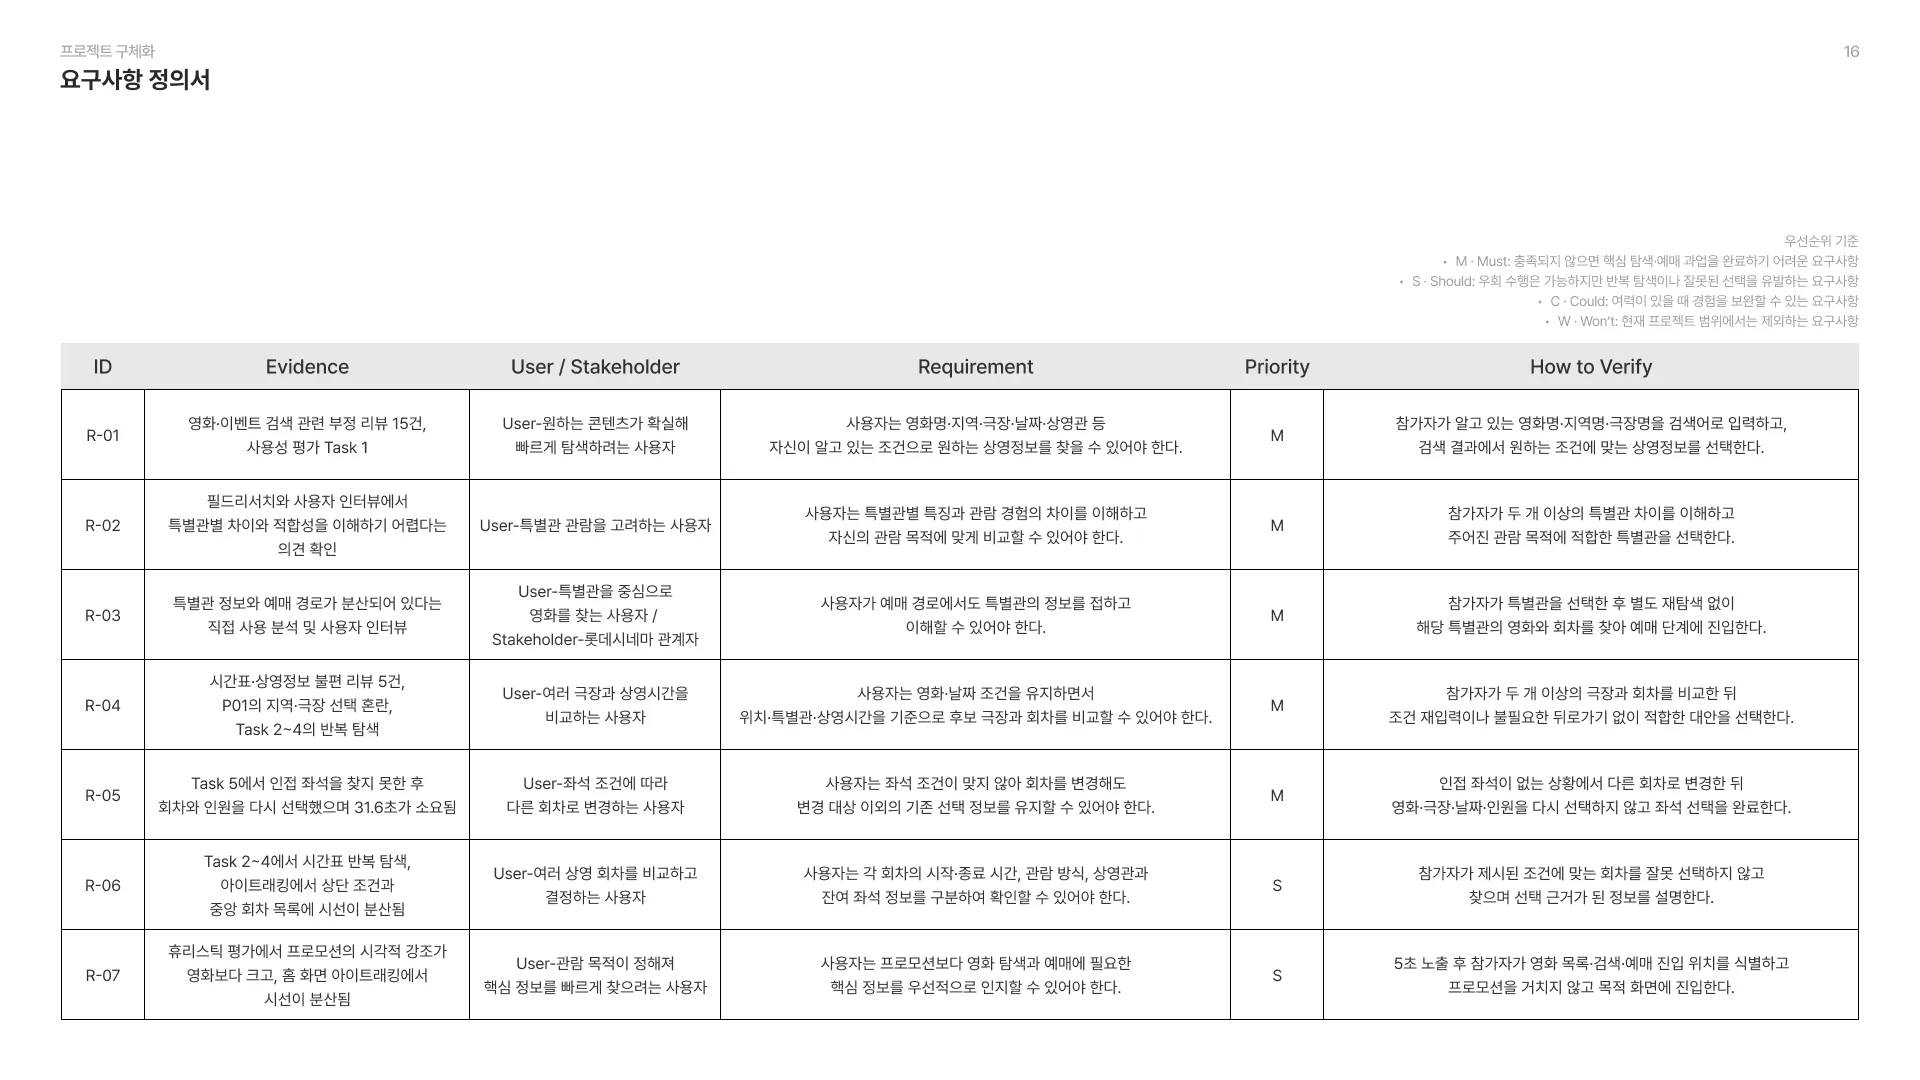 프로젝트 구체화
16
요구사항 정의서
우선순위 기준
• M · Must: 충족되지 않으면 핵심 탐색·예매 과업을 완료하기 어려운 요구사항
• S · Should: 우회 수행은 가능하지만 반복 탐색이나 잘못된 선택을 유발하는 요구사항
• C · Could: 여력이 있을 때 경험을 보완할 수 있는 요구사항
• W · Won't: 현재 프로젝트 범위에서는 제외하는 요구사항
ID Evidence User / Stakeholder Requirement Priority How to Verify
R-01
영화·이벤트 검색 관련 부정 리뷰 15건,
사용성 평가 Task 1
User-원하는 콘텐츠가 확실해
빠르게 탐색하려는 사용자
사용자는 영화명·지역·극장·날짜·상영관 등
자신이 알고 있는 조건으로 원하는 상영정보를 찾을 수 있어야 한다.
M
참가자가 알고 있는 영화명·지역명·극장명을 검색어로 입력하고,
검색 결과에서 원하는 조건에 맞는 상영정보를 선택한다.
R-02
필드리서치와 사용자 인터뷰에서
특별관별 차이와 적합성을 이해하기 어렵다는
의견 확인
User-특별관 관람을 고려하는 사용자
사용자는 특별관별 특징과 관람 경험의 차이를 이해하고
자신의 관람 목적에 맞게 비교할 수 있어야 한다.
M
참가자가 두 개 이상의 특별관 차이를 이해하고
주어진 관람 목적에 적합한 특별관을 선택한다.
R-03
특별관 정보와 예매 경로가 분산되어 있다는
직접 사용 분석 및 사용자 인터뷰
User-특별관을 중심으로
영화를 찾는 사용자 /
Stakeholder-롯데시네마 관계자
사용자가 예매 경로에서도 특별관의 정보를 접하고
이해할 수 있어야 한다.
M
참가자가 특별관을 선택한 후 별도 재탐색 없이
해당 특별관의 영화와 회차를 찾아 예매 단계에 진입한다.
R-04
시간표·상영정보 불편 리뷰 5건,
P01의 지역·극장 선택 혼란,
Task 2~4의 반복 탐색
User-여러 극장과 상영시간을
비교하는 사용자
사용자는 영화·날짜 조건을 유지하면서
위치·특별관·상영시간을 기준으로 후보 극장과 회차를 비교할 수 있어야 한다.
M
참가자가 두 개 이상의 극장과 회차를 비교한 뒤
조건 재입력이나 불필요한 뒤로가기 없이 적합한 대안을 선택한다.
R-05
Task 5에서 인접 좌석을 찾지 못한 후
회차와 인원을 다시 선택했으며 31.6초가 소요됨
User-좌석 조건에 따라
다른 회차로 변경하는 사용자
사용자는 좌석 조건이 맞지 않아 회차를 변경해도
변경 대상 이외의 기존 선택 정보를 유지할 수 있어야 한다.
M
인접 좌석이 없는 상황에서 다른 회차로 변경한 뒤
영화·극장·날짜·인원을 다시 선택하지 않고 좌석 선택을 완료한다.
R-06
Task 2~4에서 시간표 반복 탐색,
아이트래킹에서 상단 조건과
중앙 회차 목록에 시선이 분산됨
User-여러 상영 회차를 비교하고
결정하는 사용자
사용자는 각 회차의 시작·종료 시간, 관람 방식, 상영관과
잔여 좌석 정보를 구분하여 확인할 수 있어야 한다.
S
참가자가 제시된 조건에 맞는 회차를 잘못 선택하지 않고
찾으며 선택 근거가 된 정보를 설명한다.
R-07
휴리스틱 평가에서 프로모션의 시각적 강조가
영화보다 크고, 홈 화면 아이트래킹에서
시선이 분산됨
User-관람 목적이 정해져
핵심 정보를 빠르게 찾으려는 사용자
사용자는 프로모션보다 영화 탐색과 예매에 필요한
핵심 정보를 우선적으로 인지할 수 있어야 한다.
S
5초 노출 후 참가자가 영화 목록·검색·예매 진입 위치를 식별하고
프로모션을 거치지 않고 목적 화면에 진입한다.